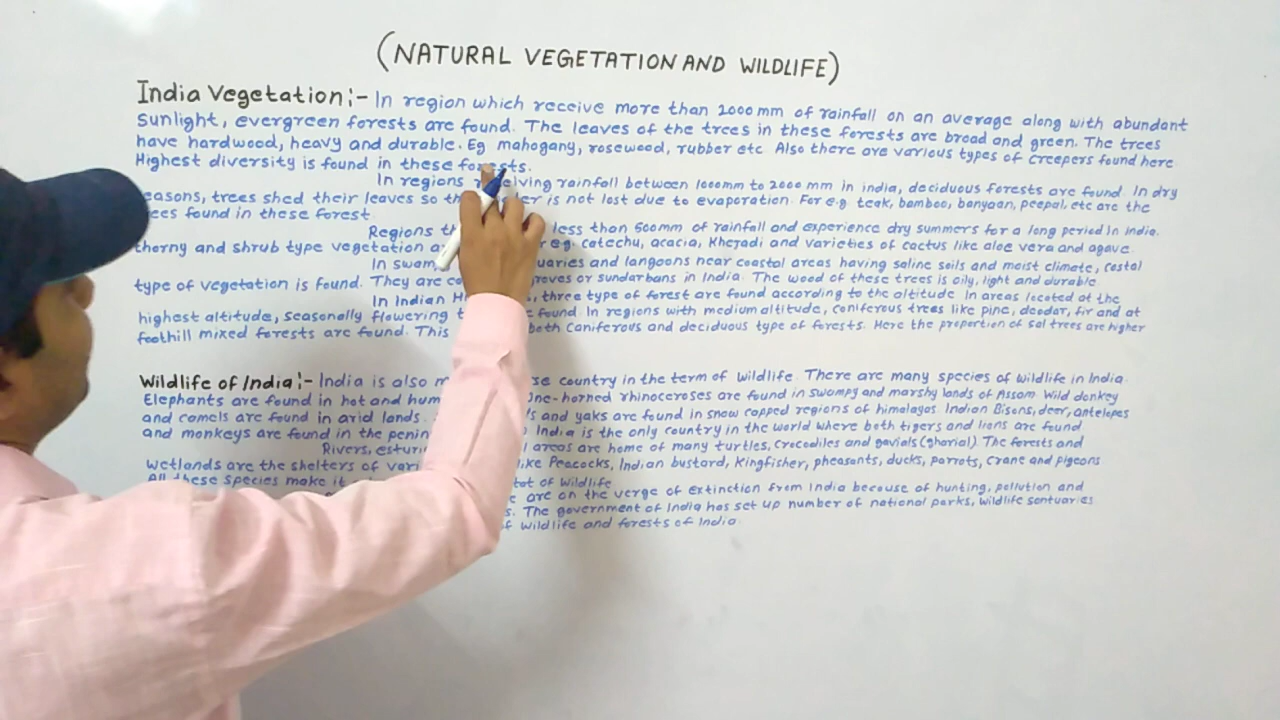 (NATURAL VEGETATION AND WILDLIFE)
India Vegetation:- In region which receive more than 2000 mm of rainfall on an average along with abundant
sunlight, evergreen forests are found. The leaves of the trees in these forests are broad and green. The trees
have hardwood, heavy and durable. Eg mahogany, rosewood, rubber etc Also there are various types of creepers found here
Highest diversity is found in these forests.
In regions rainfall between 1000mm to 2000 mm in india, deciduous forests are found. In dry
easons, trees shed their leaves so is not lost due to evaporation. For e.g. teak, bamboo, banyaan, peepal, etc are the
ees found in these forest
Regions less than 500mm of rainfall and experience dry summers for a long period in India.
thorny and shrub type vegetation e.g. catechu, acacia, Khejadi and varieties of cactus like aloe vera and agave.
In swam uaries and langoons near coastal areas having saline soils and moist climate, costal
type of vegetation is found. They are roves or sundarbans in India. The wood of these trees is oily, light and durable
In Indian three type of forest are found according to the altitude. In areas located at the
highest altitude, seasonally flowering found. In regions with medium altitude, coniferous trees like pine, deodar, fir and at
foothill mixed forests are found. This both Caniferous and deciduous type of forests. Here the proportion of sal trees are higher
Wildlife of India:- India is also se country in the term of wildlife. There are many species of wildlife in India.
Elephants are found in hot and hum One-horned rhinoceroses are found in swampy and marshy lands of Assam. Wild donkey
and camels are found in arid lands. s and yaks are found in snow capped regions of himalayas. Indian Bisons, deer, antelopes
and monkeys are found in the penin India is the only country in the world where both tigers and lions are found
Rivers, areas are home of many turtles, crocodiles and gavials (gharial). The forests and
wetlands are the shelters of vari like Peacocks, Indian bustard, kingfisher, pheasants, ducks, parrots, crane and pigeons
All these species make it tat of wildlife
are on the verge of extinction from India because of hunting, pollution and
s. The government of India has set up number of national parks, wildlife santuaries
of wildlife and forests of India.